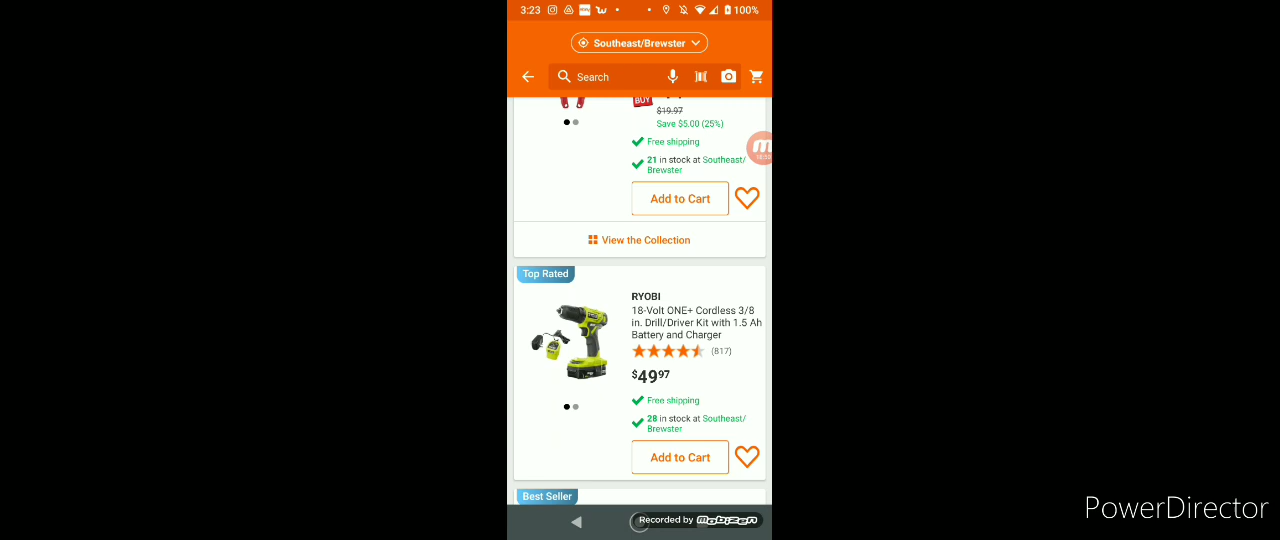 3:23
100%
Southeast/Brewster
Search
BUY
$19.97
Save $5.00 (25%)
Free shipping
21 in stock at Southeast/
Brewster
Add to Cart
View the Collection
Top Rated
RYOBI
18-Volt ONE+ Cordless 3/8
in. Drill/Driver Kit with 1.5 Ah
Battery and Charger
(817)
$4997
Free shipping
28 in stock at Southeast/
Brewster
Add to Cart
Best Seller
Recorded by mobizen
PowerDirector